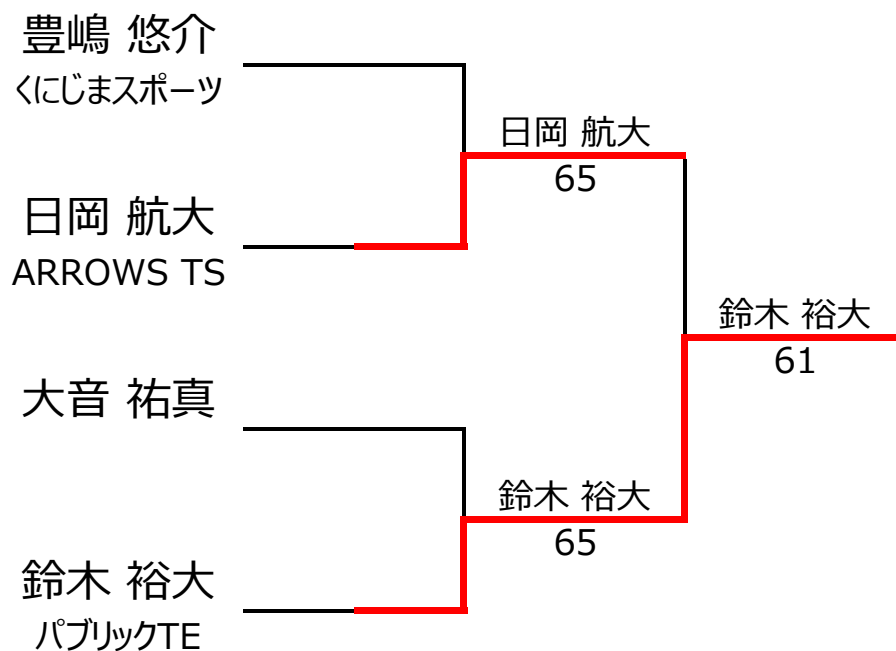 豊嶋 悠介
くにじまスポーツ
日岡 航大
65
日岡 航大
ARROWS TS
鈴木 裕大
61
大音 祐真
鈴木 裕大
65
鈴木 裕大
パブリックTE